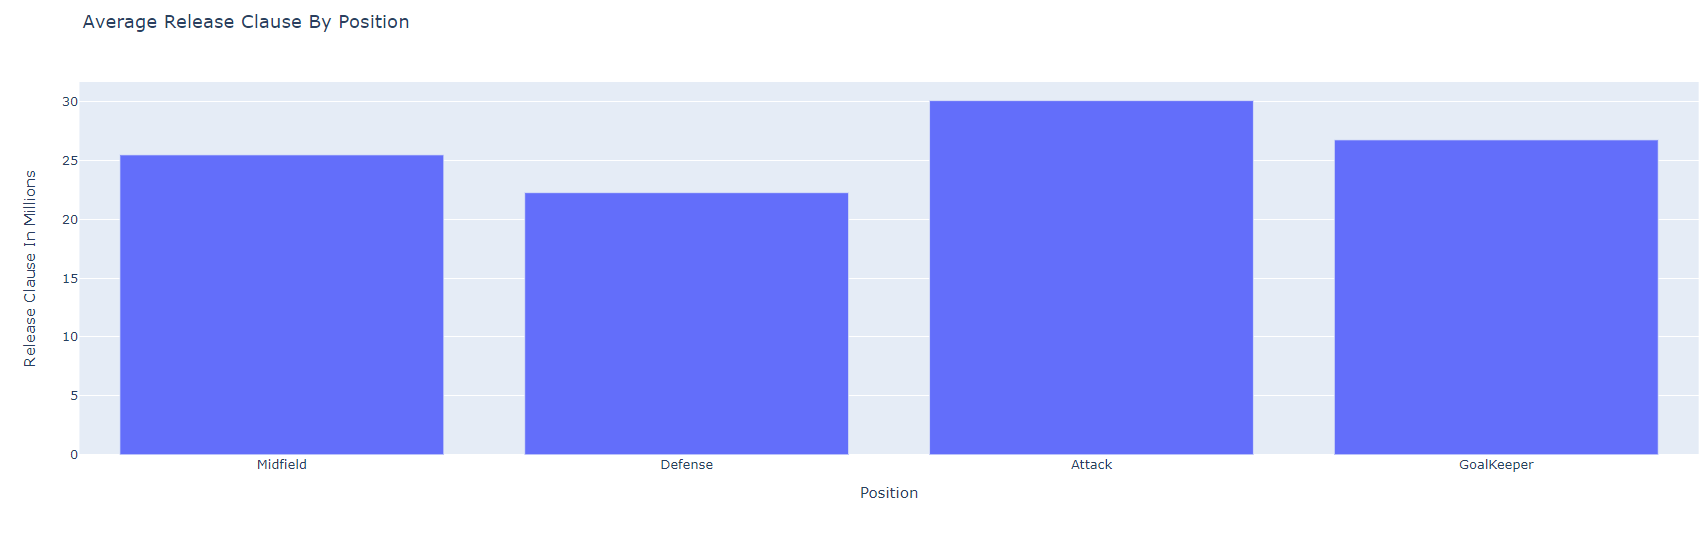 Average Release Clause By Position
Release Clause In Millions
30
25
20
15
10
5
0
Midfield
Defense
Attack
GoalKeeper
Position